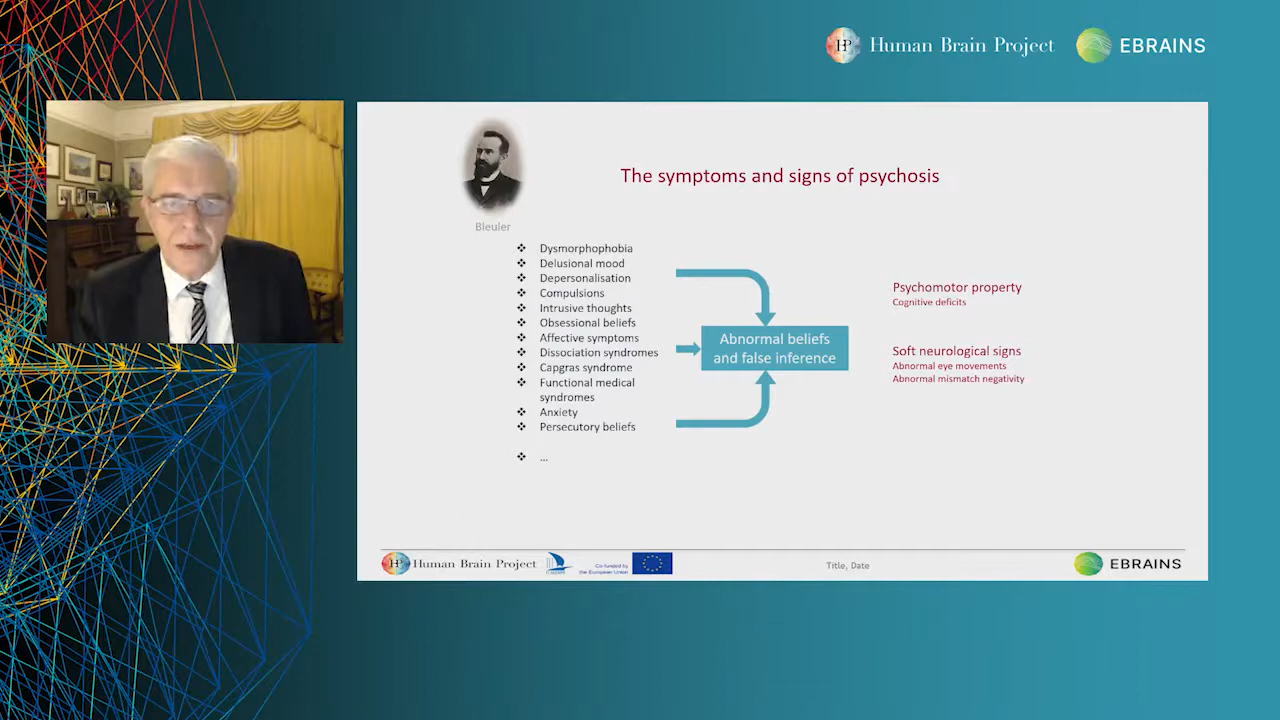 Human Brain Project
EBRAINS
The symptoms and signs of psychosis
Bleuler
Dysmorphophobia
Delusional mood
Depersonalisation
Compulsions
Intrusive thoughts
Obsessional beliefs
Affective symptoms
Dissociation syndromes
Capgras syndrome
Functional medical
syndromes
Anxiety
Persecutory beliefs
...
Abnormal beliefs
and false inference
Psychomotor property
Cognitive deficits
Soft neurological signs
Abnormal eye movements
Abnormal mismatch negativity
HP
Human Brain Project
Co-funded by
the European Union
Title, Date
EBRAINS